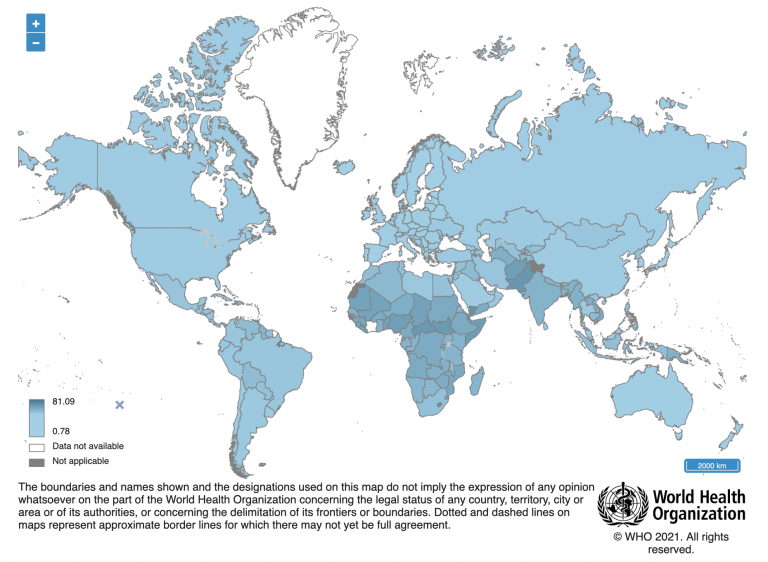 +
−
81.09
0.78
Data not available
Not applicable
2000 km
The boundaries and names shown and the designations used on this map do not imply the expression of any opinion
whatsoever on the part of the World Health Organization concerning the legal status of any country, territory, city or
area or of its authorities, or concerning the delimitation of its frontiers or boundaries. Dotted and dashed lines on
maps represent approximate border lines for which there may not yet be full agreement.
World Health
Organization
© WHO 2021. All rights
reserved.